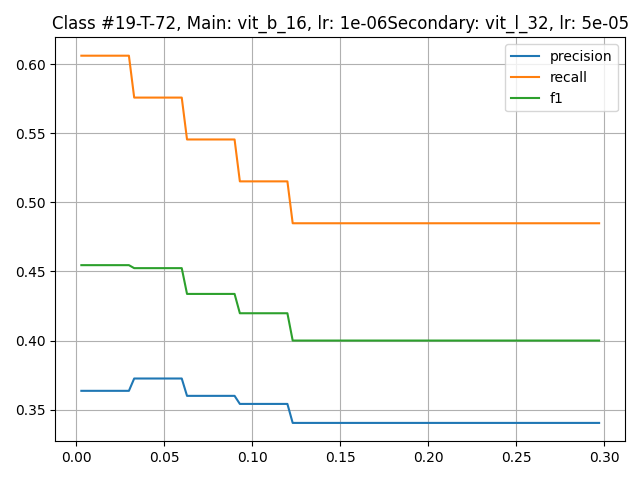 Class #19-T-72, Main: vit_b_16, lr: 1e-06Secondary: vit_l_32, lr: 5e-05
precision
recall
f1
0.60
0.55
0.50
0.45
0.40
0.35
0.00 0.05 0.10 0.15 0.20 0.25 0.30